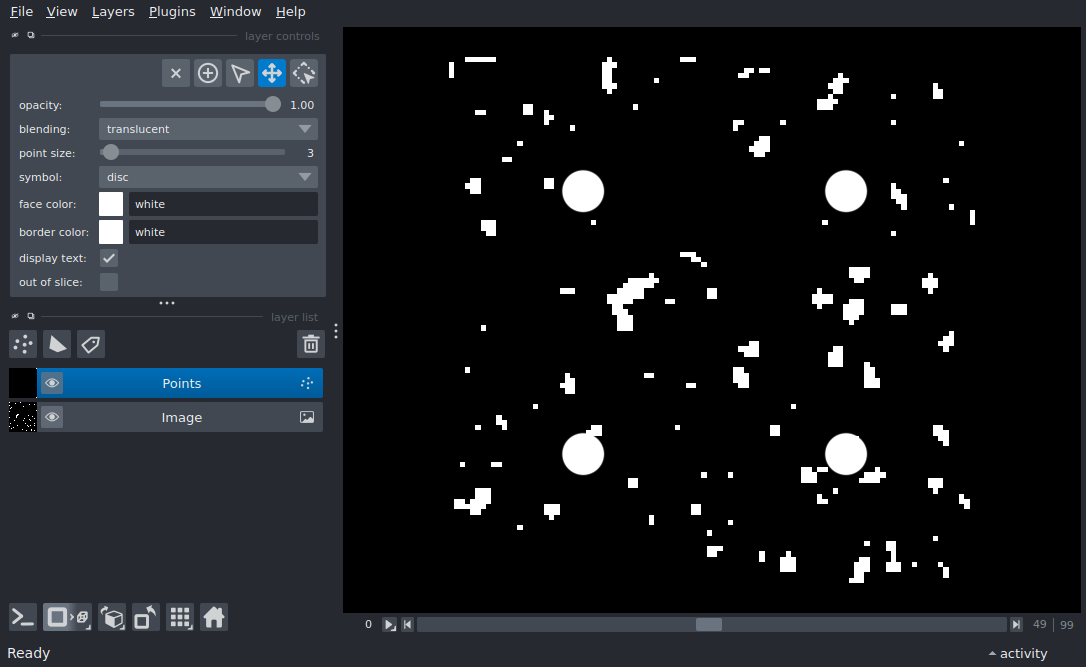 File View Layers Plugins Window Help
layer controls
opacity: 1.00
blending: translucent
point size: 3
symbol: disc
face color: white
border color: white
display text:
out of slice:
layer list
Points
Image
0 49 | 99
Ready activity